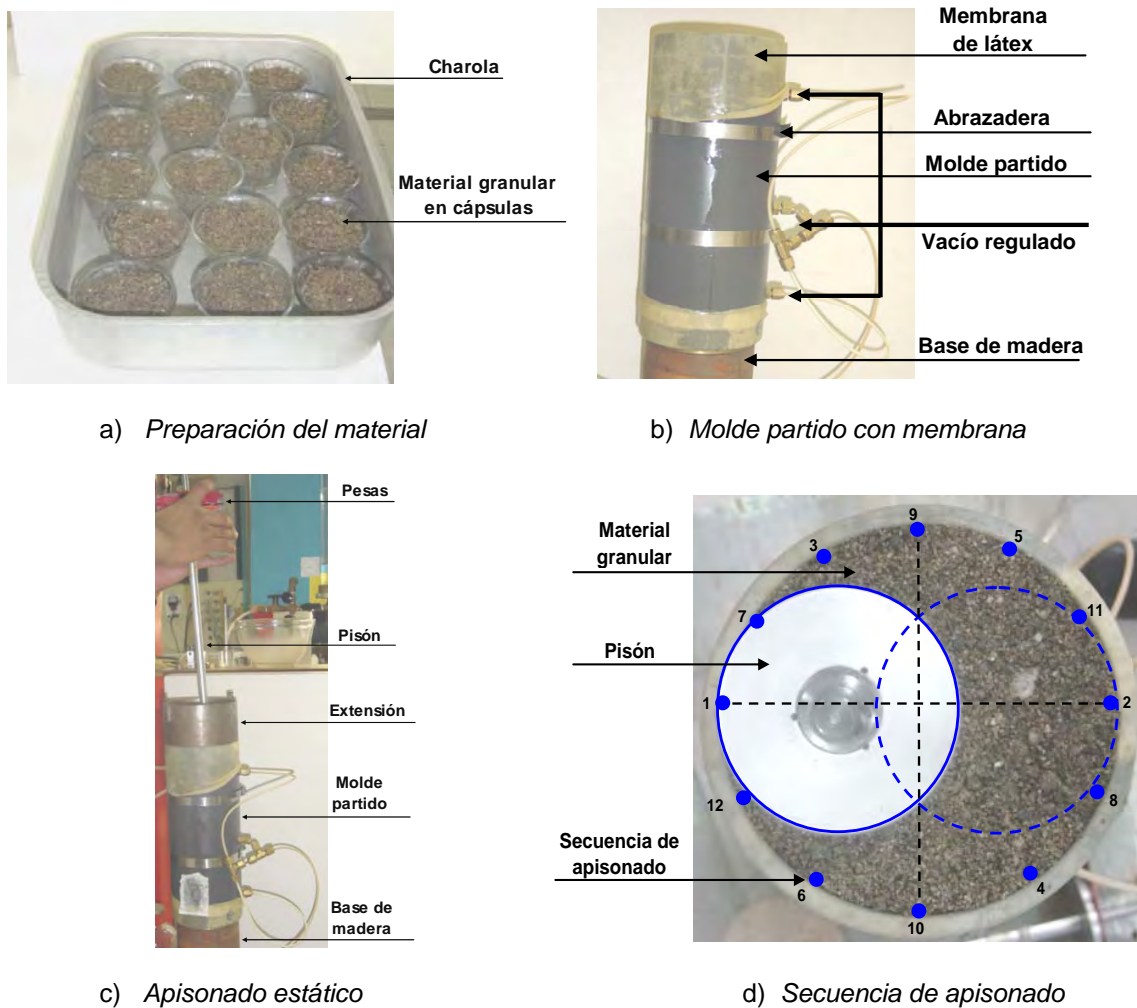 Charola
Material granular
en cápsulas
a) Preparación del material
Membrana
de látex
Abrazadera
Molde partido
Vacío regulado
Base de madera
b) Molde partido con membrana
Pesas
Pisón
Extensión
Molde
partido
Base de
madera
c) Apisonado estático
Material
granular
Pisón
Secuencia de
apisonado
9
3
5
7
11
1
2
12
8
6
4
10
d) Secuencia de apisonado